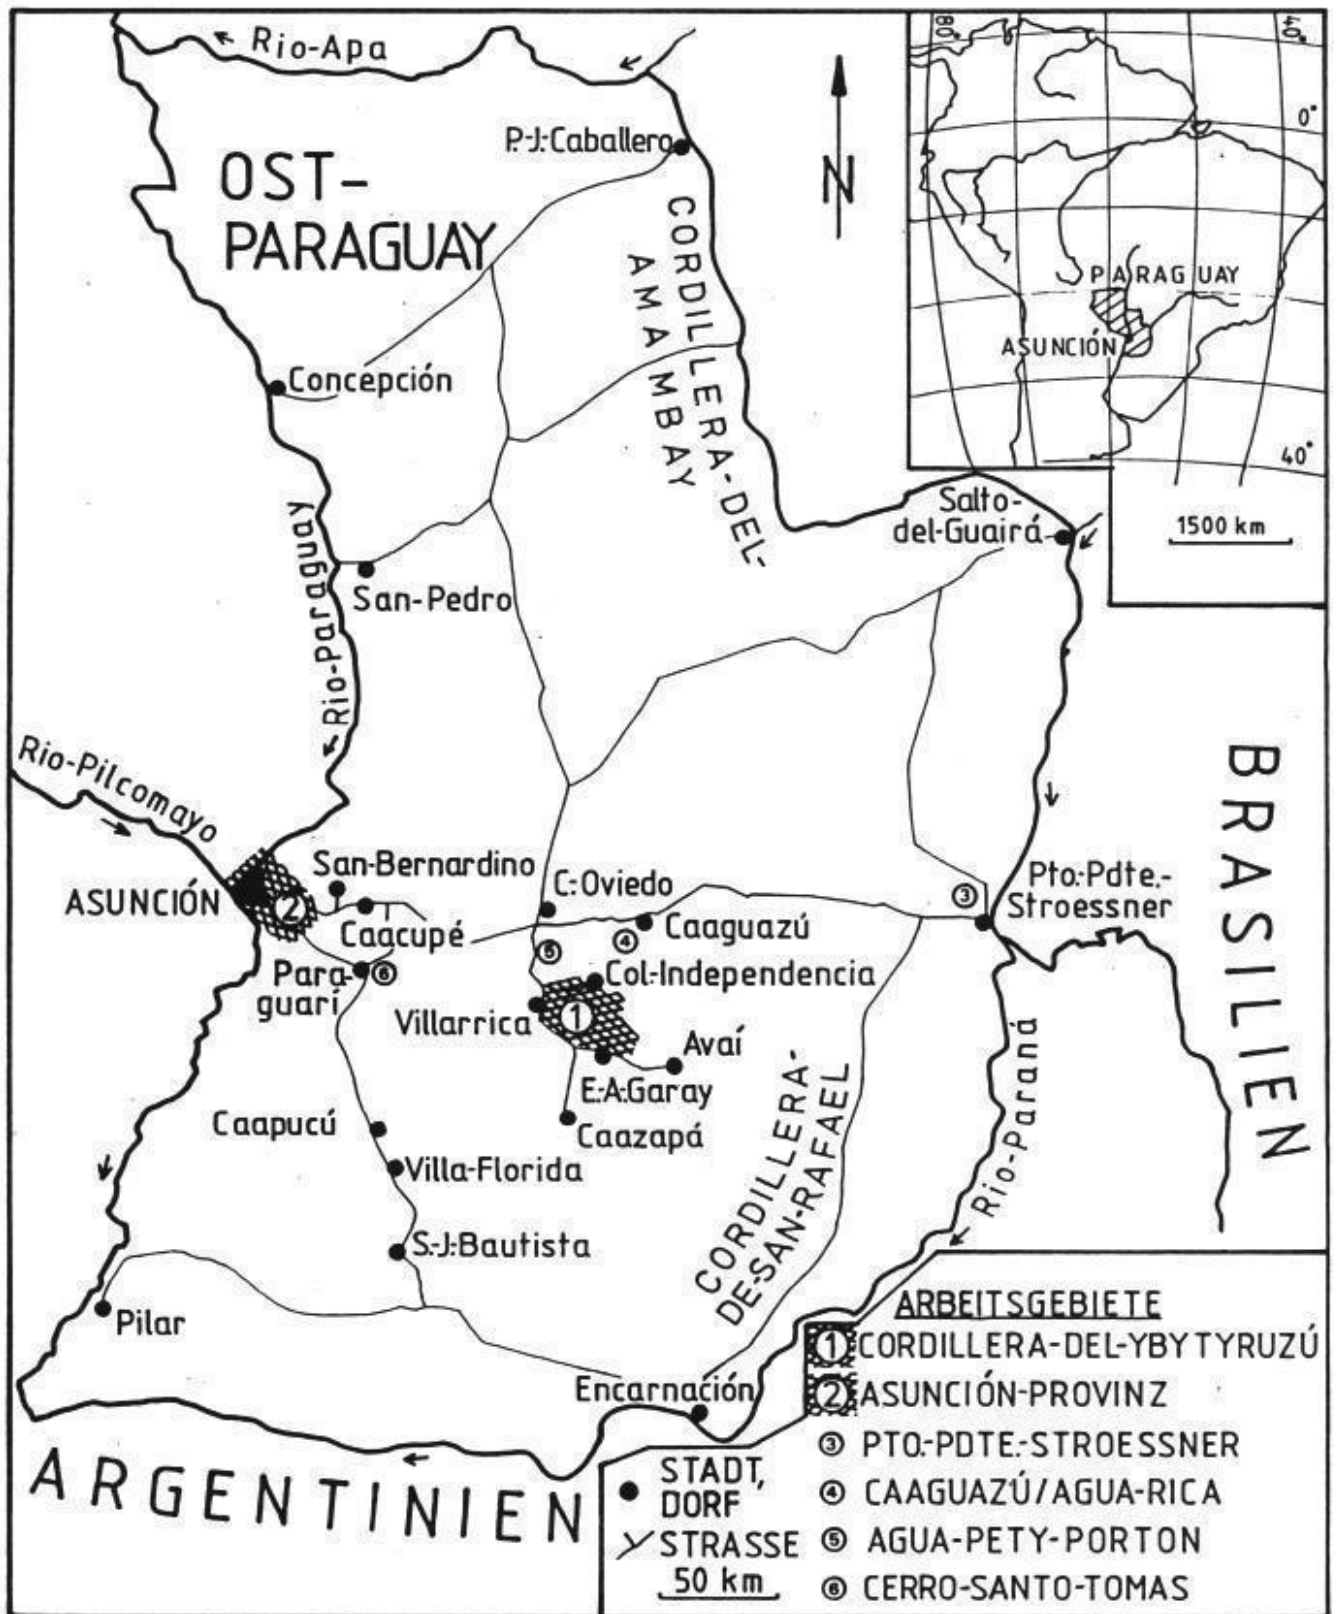 Rio-Apa
P.-J.-Caballero
OST-
PARAGUAY
CORDILLERA-DEL-
AMAMBAY
N
80°
40°
0°
PARAGUAY
ASUNCIÓN
40°
1500 km
Concepción
Salto-
del-Guairá
San-Pedro
Rio-Paraguay
Rio-Pilcomayo
BRASILIEN
ASUNCIÓN
2
San-Bernardino
Caacupé
C.-Oviedo
Caaguazú
3
Pto.-Pdte.-
Stroessner
4
5
Para-
guarí
6
Col.-Independencia
Villarrica
1
Avaí
E.-A.-Garay
Caazapá
Caapucú
Villa-Florida
S.-J.-Bautista
CORDILLERA-
DE-SAN-RAFAEL
Rio-Paraná
Pilar
Encarnación
ARGENTINIEN
ARBEITSGEBIETE
1 CORDILLERA-DEL-YBYTYRUZÚ
2 ASUNCIÓN-PROVINZ
3 PTO.-PDTE.-STROESSNER
4 CAAGUAZÚ/AGUA-RICA
5 AGUA-PETY-PORTON
6 CERRO-SANTO-TOMAS
STADT,
DORF
STRASSE
50 km